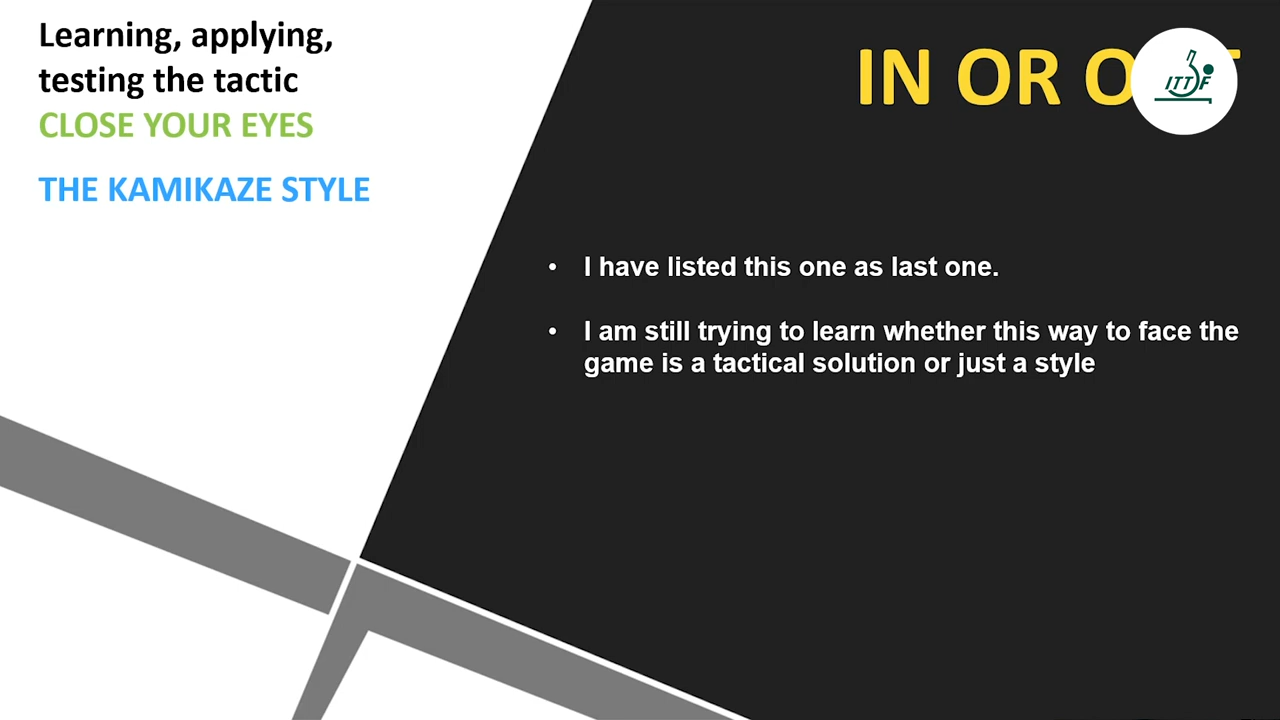 Learning, applying,
testing the tactic
CLOSE YOUR EYES
THE KAMIKAZE STYLE
IN OR
ITTF
• I have listed this one as last one.
• I am still trying to learn whether this way to face the
game is a tactical solution or just a style